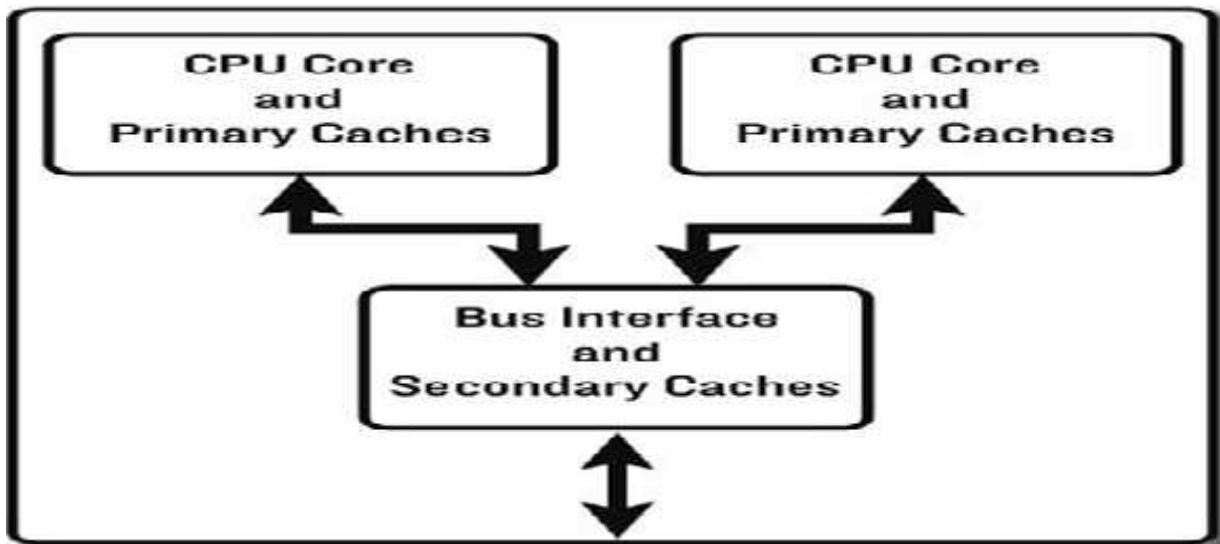 CPU Core
and
Primary Caches
CPU Core
and
Primary Caches
Bus Interface
and
Secondary Caches